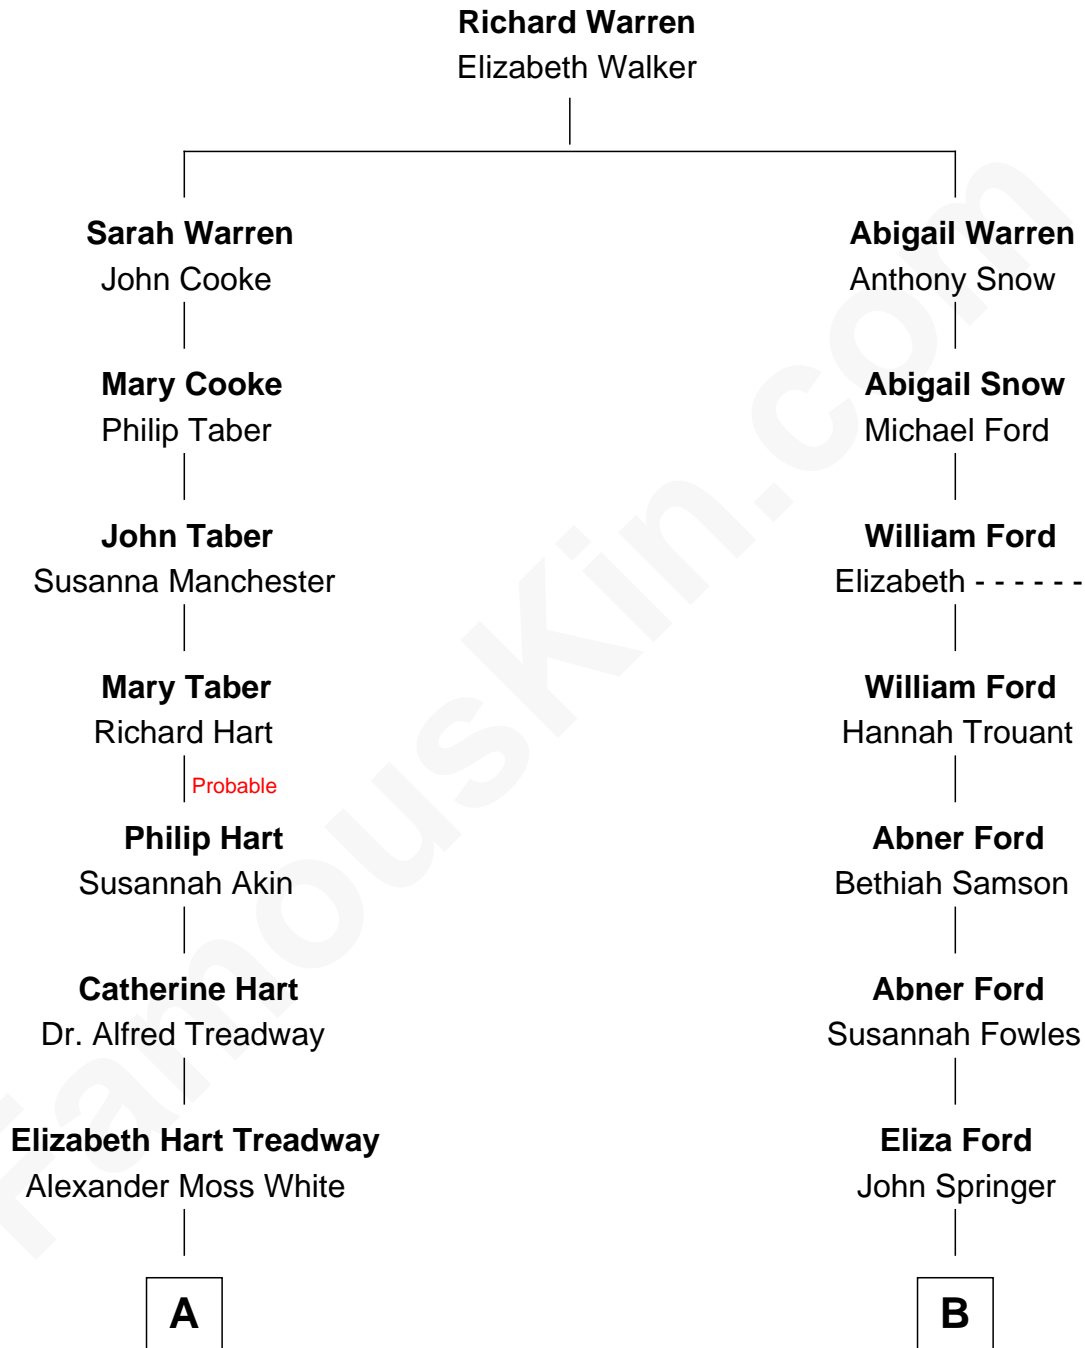 Richard Warren
Elizabeth Walker
Sarah Warren
John Cooke
Mary Cooke
Philip Taber
John Taber
Susanna Manchester
Mary Taber
Richard Hart
Probable
Philip Hart
Susannah Akin
Catherine Hart
Dr. Alfred Treadway
Elizabeth Hart Treadway
Alexander Moss White
A
Abigail Warren
Anthony Snow
Abigail Snow
Michael Ford
William Ford
Elizabeth - - - - - -
William Ford
Hannah Trouant
Abner Ford
Bethiah Samson
Abner Ford
Susannah Fowles
Eliza Ford
John Springer
B
FamousKin.com